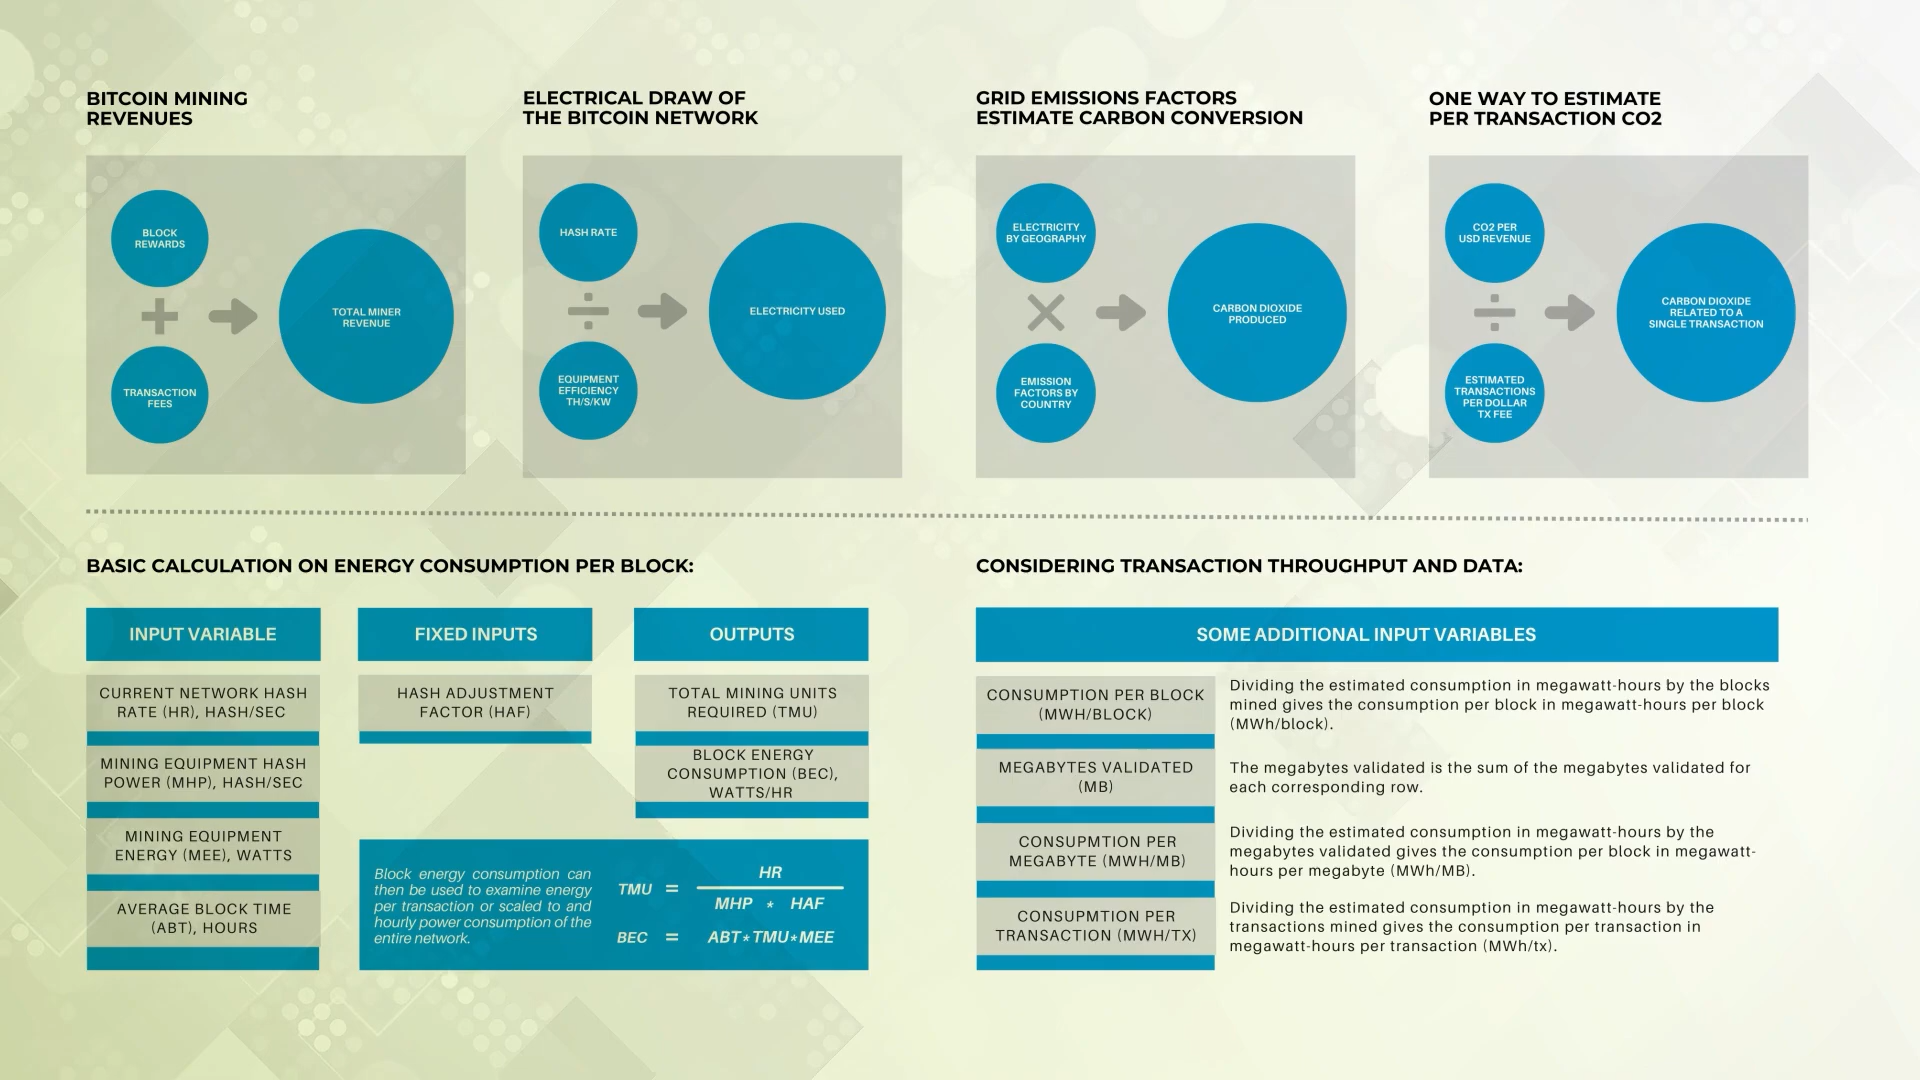 BITCOIN MINING
REVENUES
BLOCK
REWARDS
+
TRANSACTION
FEES
TOTAL MINER
REVENUE
ELECTRICAL DRAW OF
THE BITCOIN NETWORK
HASH RATE
÷
EQUIPMENT
EFFICIENCY
TH/S/KW
ELECTRICITY USED
GRID EMISSIONS FACTORS
ESTIMATE CARBON CONVERSION
ELECTRICITY
BY GEOGRAPHY
×
EMISSION
FACTORS BY
COUNTRY
CARBON DIOXIDE
PRODUCED
ONE WAY TO ESTIMATE
PER TRANSACTION CO2
CO2 PER
USD REVENUE
÷
ESTIMATED
TRANSACTIONS
PER DOLLAR
TX FEE
CARBON DIOXIDE
RELATED TO A
SINGLE TRANSACTION
BASIC CALCULATION ON ENERGY CONSUMPTION PER BLOCK:
INPUT VARIABLE
CURRENT NETWORK HASH
RATE (HR), HASH/SEC
MINING EQUIPMENT HASH
POWER (MHP), HASH/SEC
MINING EQUIPMENT
ENERGY (MEE), WATTS
AVERAGE BLOCK TIME
(ABT), HOURS
FIXED INPUTS
HASH ADJUSTMENT
FACTOR (HAF)
OUTPUTS
TOTAL MINING UNITS
REQUIRED (TMU)
BLOCK ENERGY
CONSUMPTION (BEC),
WATTS/HR
Block energy consumption can
then be used to examine energy
per transaction or scaled to and
hourly power consumption of the
entire network.
TMU = HR
MHP * HAF
BEC = ABT*TMU*MEE
CONSIDERING TRANSACTION THROUGHPUT AND DATA:
SOME ADDITIONAL INPUT VARIABLES
CONSUMPTION PER BLOCK
(MWH/BLOCK)
Dividing the estimated consumption in megawatt-hours by the blocks
mined gives the consumption per block in megawatt-hours per block
(MWh/block).
MEGABYTES VALIDATED
(MB)
The megabytes validated is the sum of the megabytes validated for
each corresponding row.
CONSUPMTION PER
MEGABYTE (MWH/MB)
Dividing the estimated consumption in megawatt-hours by the
megabytes validated gives the consumption per block in megawatt-
hours per megabyte (MWh/MB).
CONSUPMTION PER
TRANSACTION (MWH/TX)
Dividing the estimated consumption in megawatt-hours by the
transactions mined gives the consumption per transaction in
megawatt-hours per transaction (MWh/tx).